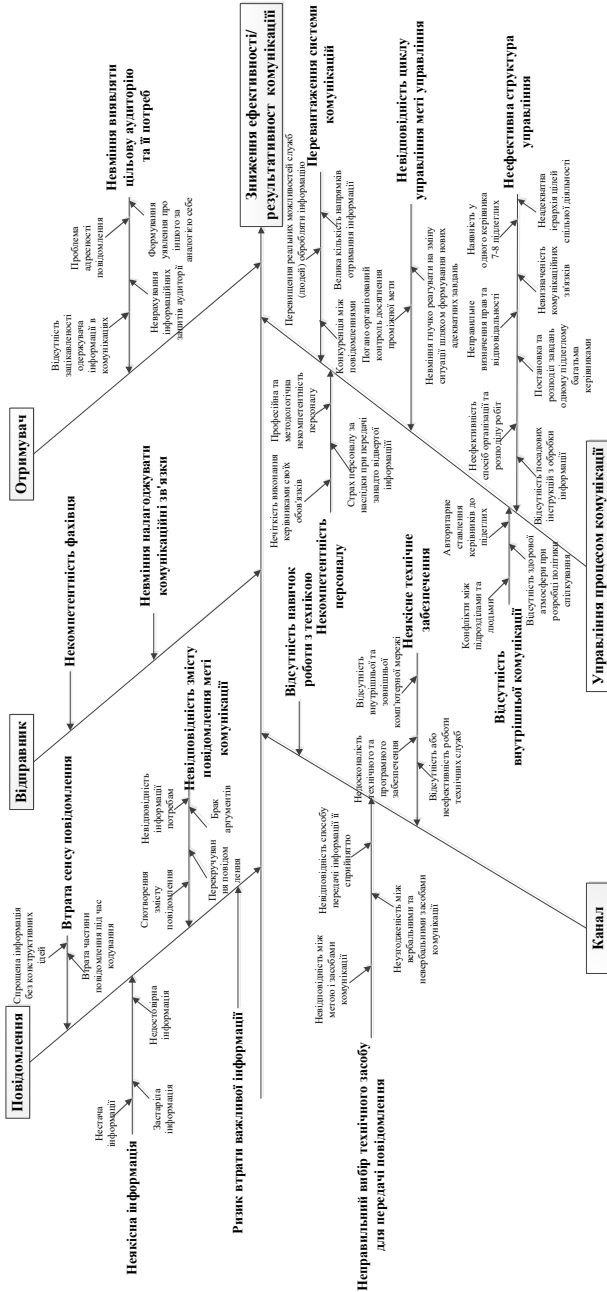 Повідомлення
Відправник
Отримувач
Спрощена інформація
без конструктивних
ідей
Втрата сенсу повідомлення
Втрата частини
повідомлення під час
кодування
Некомпетентність фахівця
Відсутність
зацікавленості
одержувача
інформації в
комунікаціях
Проблема
адресності
повідомлення
Невміння виявляти
цільову аудиторію
та її потреб
Неврахування
інформаційних
запитів аудиторії
Формування
уявлення про
іншого за
аналогією себе
Нестача
інформації
Неякісна інформація
Застаріла
інформація
Недостовірна
інформація
Невміння налагоджувати
комунікаційні зв'язки
Спотворення
змісту
повідомлення
Невідповідність
інформації
потребам
Невідповідність змісту
повідомлення меті
комунікації
Перекручуван
ня повідом
лення
Брак
аргументів
Ризик втрати важливої інформації
Зниження ефективності/
результативност комунікації
Відсутність навичок
роботи з технікою
Нечіткість виконання
керівниками своїх
обов'язків
Професійна та
методологічна
некомпетентність
персоналу
Некомпетентність
персоналу
Страх персоналу за
наслідки при передачі
занадто відвертої
інформації
Перевищення реальних можливостей служб
(людей) обробляти інформацію
Перевантаження системи
комунікацій
Конкуренція між
повідомленнями
Велика кількість напрямків
отримання інформації
Погано організований
контроль досягнення
проміжної мети
Невідповідність між
метою і засобами
комунікації
Невідповідність способу
передачі інформації її
сприйняттю
Неправильний вибір технічного засобу
для передачі повідомлення
Неузгодженість між
вербальними та
невербальними засобами
комунікації
Недосконалість
технічного та
програмного
забезпечення
Відсутність
внутрішньої та
зовнішньої
комп'ютерної мережі
Неякісне технічне
забезпечення
Відсутність або
неефективність роботи
технічних служб
Невідповідність циклу
управління меті управління
Невміння гнучко реагувати на зміну
ситуації шляхом формування нових
адекватних завдань
Конфлікти між
підрозділами та
людьми
Авторитарне
ставлення
керівників до
підеглих
Відсутність
внутрішньої комунікації
Відсутність здорової
атмосфери при
розробці політики
спілкування
Неефективність
спосіб організації та
розподілу робіт
Неправильне
визначення прав та
відповідальності
Наявність у
одного керівника
7-8 підлеглих
Неефективна структура
управління
Відсутність посадових
інструкцій з обробки
інформації
Постановка та
розподіл завдань
одному підлеглому
багатьма
керівниками
Невизначеність
комунікаційних
зв'язків
Неадекватна
ієрархія цілей
спільної діяльності
Канал
Управління процесом комунікації